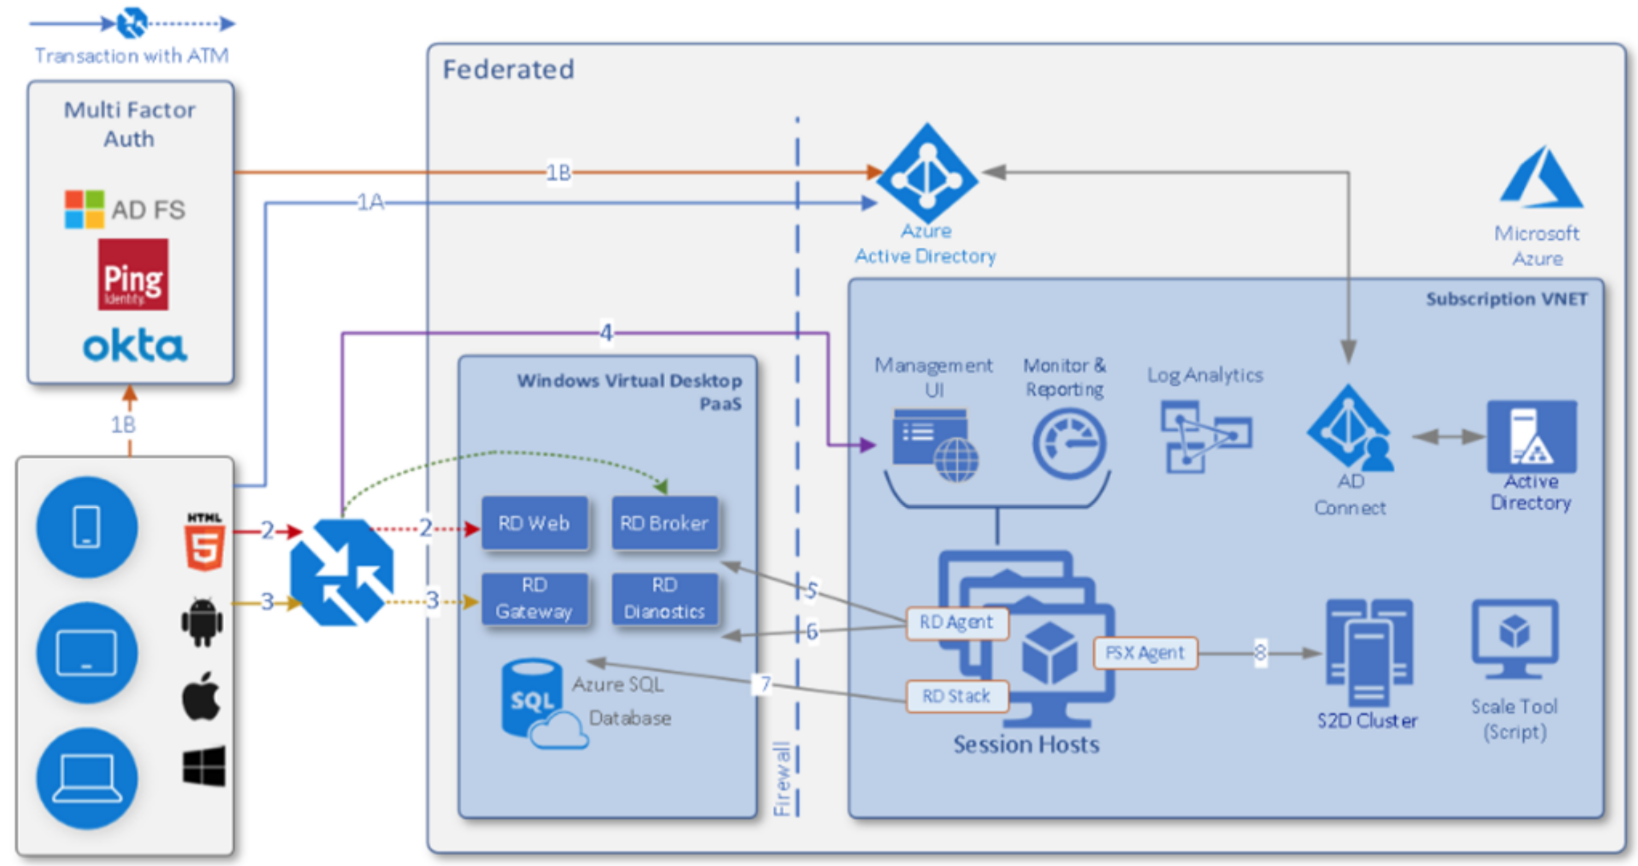 Transaction with ATM
Multi Factor
Auth
AD FS
Ping
Identity.
okta
1B
HTML
5
2
3
Federated
1B
1A
4
Azure
Active Directory
Microsoft
Azure
Windows Virtual Desktop
PaaS
2
3
RD Web
RD Broker
RD
Gateway
RD
Dianostics
SQL
Azure SQL
Database
5
6
7
Firewall
Subscription VNET
Management
UI
Monitor &
Reporting
Log Analytics
AD
Connect
Active
Directory
RD Agent
FSX Agent
RD Stack
8
Session Hosts
S2D Cluster
Scale Tool
(Script)